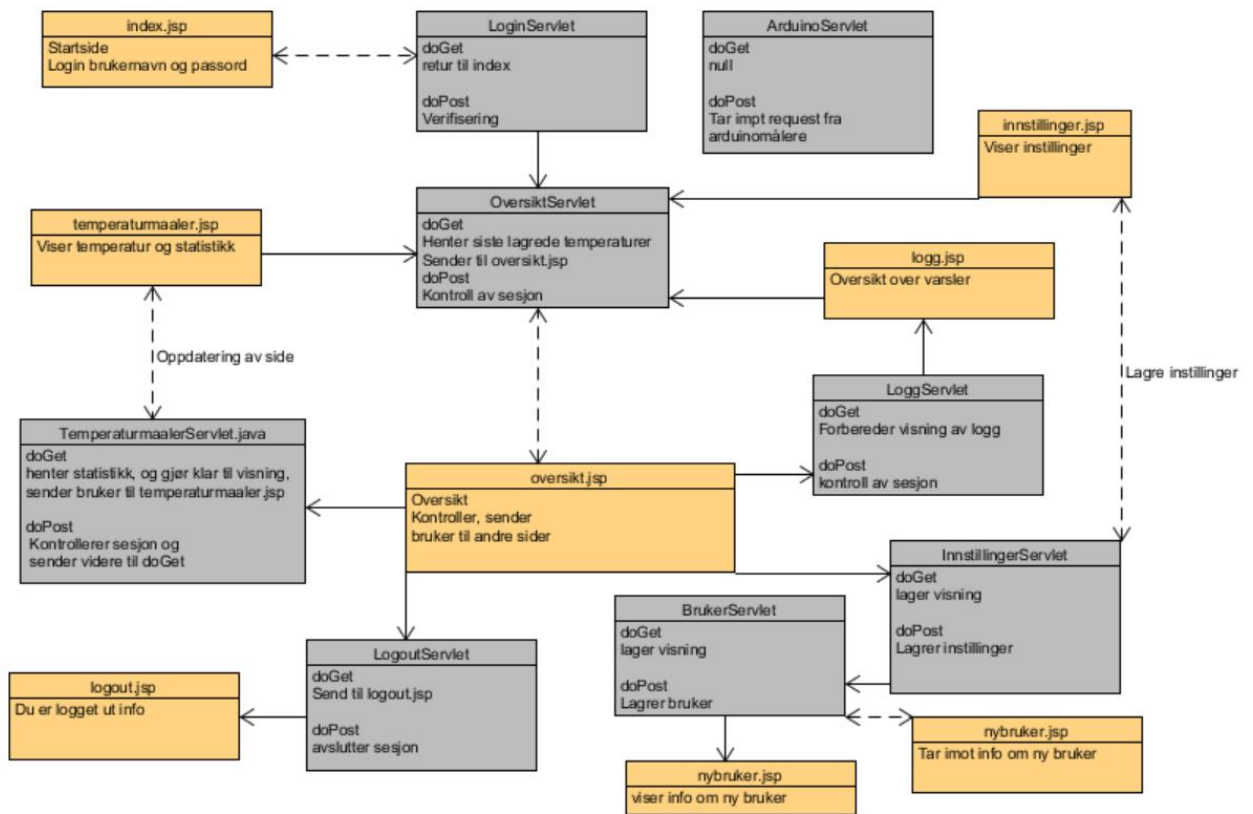 index.jsp
Startside
Login brukernavn og passord
LoginServlet
doGet
retur til index
doPost
Verifisering
ArduinoServlet
doGet
null
doPost
Tar impt request fra
arduinomålere
innstillinger.jsp
Viser instillinger
temperaturmaaler.jsp
Viser temperatur og statistikk
OversiktServlet
doGet
Henter siste lagrede temperaturer
Sender til oversikt.jsp
doPost
Kontroll av sesjon
logg.jsp
Oversikt over varsler
Oppdatering av side
Lagre instillinger
LoggServlet
doGet
Forbereder visning av logg
doPost
kontroll av sesjon
TemperaturmaalerServlet.java
doGet
henter statistikk, og gjør klar til visning,
sender bruker til temperaturmaaler.jsp
doPost
Kontrollerer sesjon og
sender videre til doGet
oversikt.jsp
Oversikt
Kontroller, sender
bruker til andre sider
InnstillingerServlet
doGet
lager visning
doPost
Lagrer instillinger
BrukerServlet
doGet
lager visning
doPost
Lagrer bruker
LogoutServlet
doGet
Send til logout.jsp
doPost
avslutter sesjon
logout.jsp
Du er logget ut info
nybruker.jsp
Tar imot info om ny bruker
nybruker.jsp
viser info om ny bruker